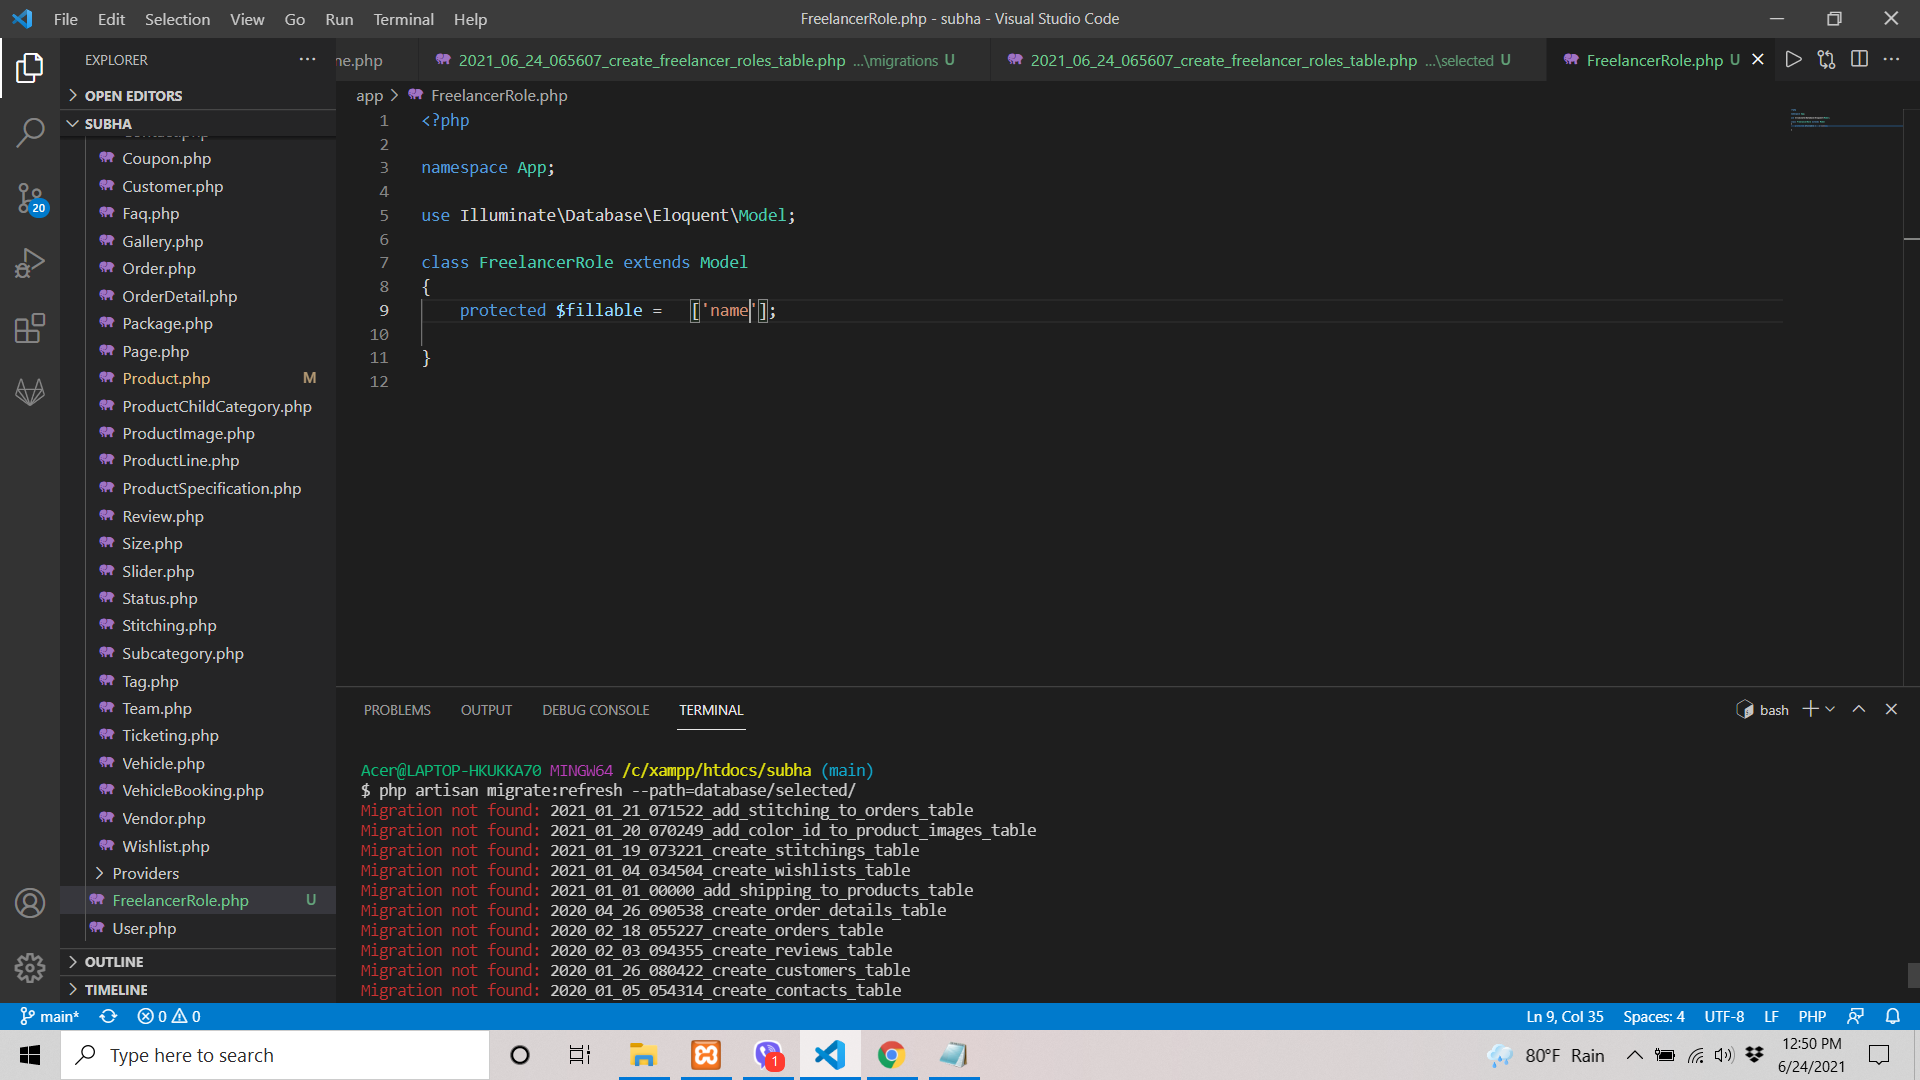 File Edit Selection View Go Run Terminal Help
FreelancerRole.php - subha - Visual Studio Code
EXPLORER
ne.php
2021_06_24_065607_create_freelancer_roles_table.php ...\migrations U
2021_06_24_065607_create_freelancer_roles_table.php ...\selected U
FreelancerRole.php U
OPEN EDITORS
SUBHA
Contact.php
Coupon.php
Customer.php
Faq.php
Gallery.php
Order.php
OrderDetail.php
Package.php
Page.php
Product.php M
ProductChildCategory.php
ProductImage.php
ProductLine.php
ProductSpecification.php
Review.php
Size.php
Slider.php
Status.php
Stitching.php
Subcategory.php
Tag.php
Team.php
Ticketing.php
Vehicle.php
VehicleBooking.php
Vendor.php
Wishlist.php
Providers
FreelancerRole.php U
User.php
OUTLINE
TIMELINE
20
app > FreelancerRole.php
1 <?php
2
3 namespace App;
4
5 use Illuminate\Database\Eloquent\Model;
6
7 class FreelancerRole extends Model
8 {
9 protected $fillable = ['name'];
10
11 }
12
PROBLEMS OUTPUT DEBUG CONSOLE TERMINAL
bash
Acer@LAPTOP-HKUKKA70 MINGW64 /c/xampp/htdocs/subha (main)
$ php artisan migrate:refresh --path=database/selected/
Migration not found: 2021_01_21_071522_add_stitching_to_orders_table
Migration not found: 2021_01_20_070249_add_color_id_to_product_images_table
Migration not found: 2021_01_19_073221_create_stitchings_table
Migration not found: 2021_01_04_034504_create_wishlists_table
Migration not found: 2021_01_01_00000_add_shipping_to_products_table
Migration not found: 2020_04_26_090538_create_order_details_table
Migration not found: 2020_02_18_055227_create_orders_table
Migration not found: 2020_02_03_094355_create_reviews_table
Migration not found: 2020_01_26_080422_create_customers_table
Migration not found: 2020_01_05_054314_create_contacts_table
main* 0 0
Ln 9, Col 35 Spaces: 4 UTF-8 LF PHP
Type here to search
1
80°F Rain
12:50 PM
6/24/2021